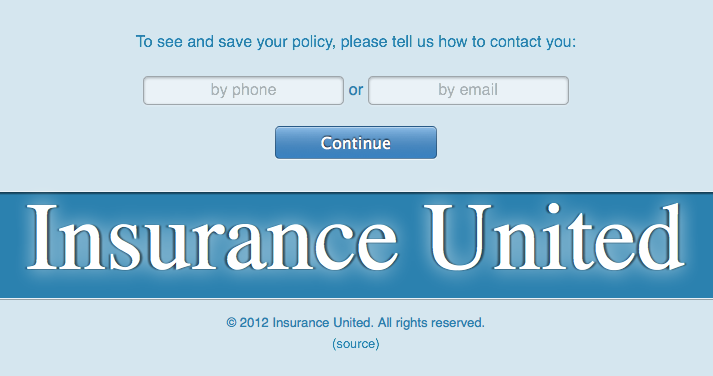 To see and save your policy, please tell us how to contact you:
by phone or by email
Continue
Insurance United
© 2012 Insurance United. All rights reserved.
(source)